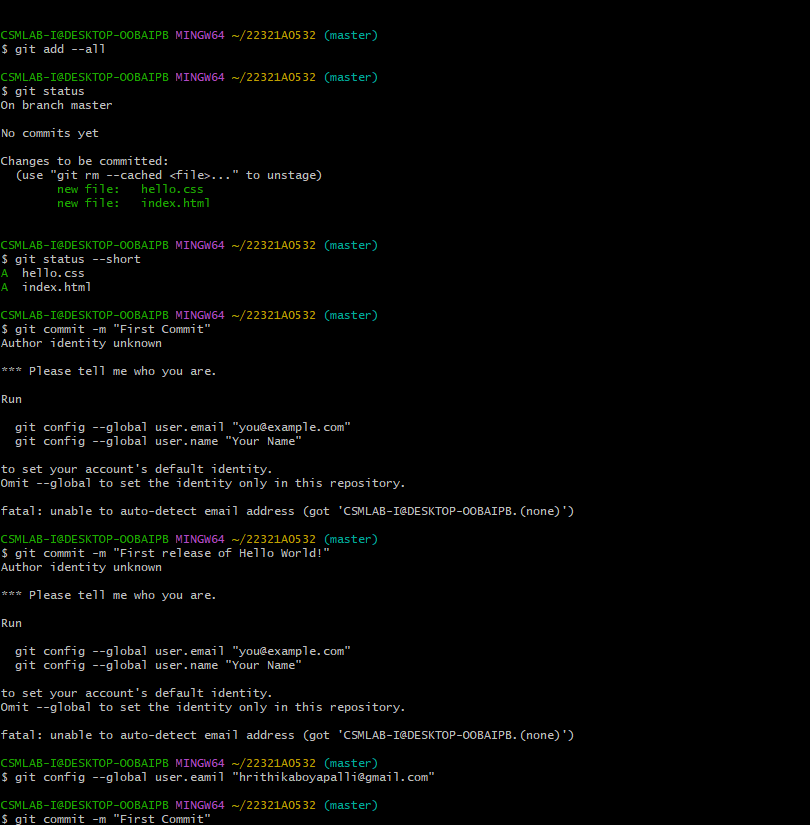 CSMLAB-I@DESKTOP-OOBAIPB MINGW64 ~/22321A0532 (master)
$ git add --all
CSMLAB-I@DESKTOP-OOBAIPB MINGW64 ~/22321A0532 (master)
$ git status
On branch master
No commits yet
Changes to be committed:
  (use "git rm --cached <file>..." to unstage)
        new file:   hello.css
        new file:   index.html
CSMLAB-I@DESKTOP-OOBAIPB MINGW64 ~/22321A0532 (master)
$ git status --short
A  hello.css
A  index.html
CSMLAB-I@DESKTOP-OOBAIPB MINGW64 ~/22321A0532 (master)
$ git commit -m "First Commit"
Author identity unknown
*** Please tell me who you are.
Run
  git config --global user.email "you@example.com"
  git config --global user.name "Your Name"
to set your account's default identity.
Omit --global to set the identity only in this repository.
fatal: unable to auto-detect email address (got 'CSMLAB-I@DESKTOP-OOBAIPB.(none)')
CSMLAB-I@DESKTOP-OOBAIPB MINGW64 ~/22321A0532 (master)
$ git commit -m "First release of Hello World!"
Author identity unknown
*** Please tell me who you are.
Run
  git config --global user.email "you@example.com"
  git config --global user.name "Your Name"
to set your account's default identity.
Omit --global to set the identity only in this repository.
fatal: unable to auto-detect email address (got 'CSMLAB-I@DESKTOP-OOBAIPB.(none)')
CSMLAB-I@DESKTOP-OOBAIPB MINGW64 ~/22321A0532 (master)
$ git config --global user.eamil "hrithikaboyapalli@gmail.com"
CSMLAB-I@DESKTOP-OOBAIPB MINGW64 ~/22321A0532 (master)
$ git commit -m "First Commit"